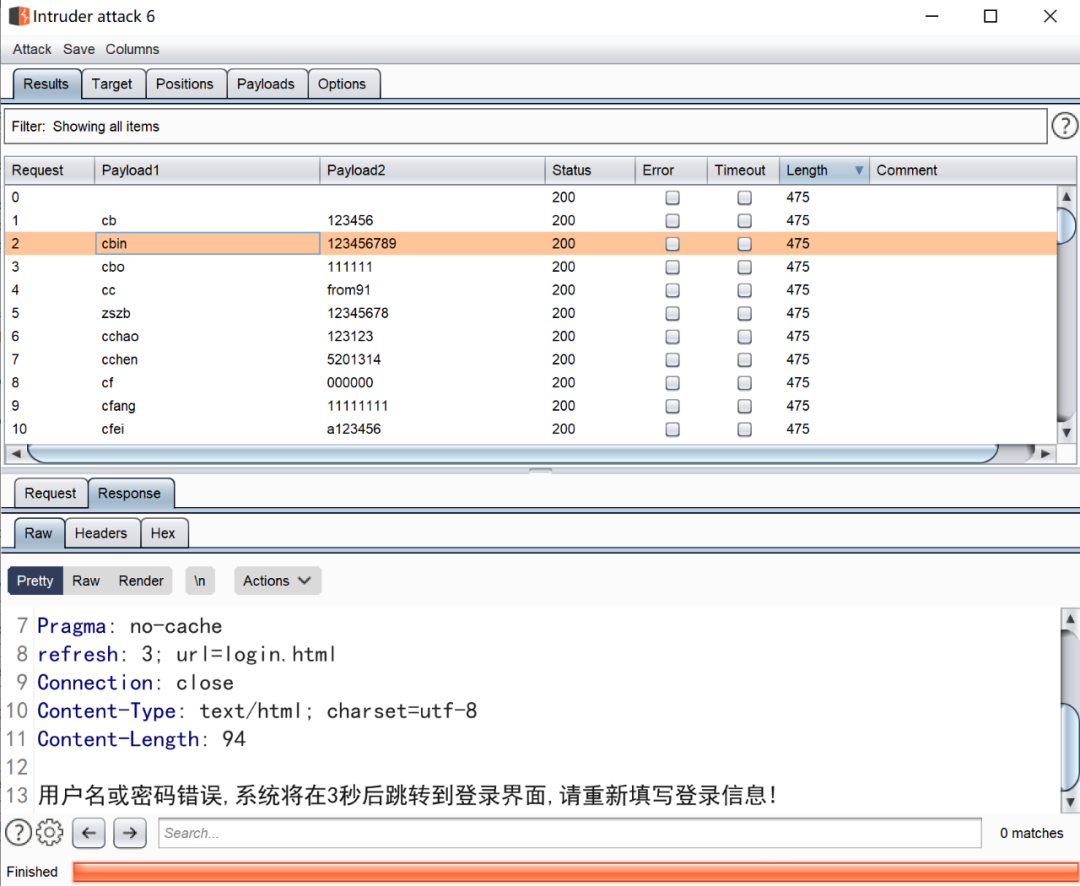 Intruder attack 6
Attack Save Columns
Results Target Positions Payloads Options
Filter: Showing all items ?
Request Payload1 Payload2 Status Error Timeout Length Comment
0 200 475
1 cb 123456 200 475
2 cbin 123456789 200 475
3 cbo 111111 200 475
4 cc from91 200 475
5 zszb 12345678 200 475
6 cchao 123123 200 475
7 cchen 5201314 200 475
8 cf 000000 200 475
9 cfang 11111111 200 475
10 cfei a123456 200 475
Request Response
Raw Headers Hex
Pretty Raw Render \n Actions
7 Pragma: no-cache
8 refresh: 3; url=login.html
9 Connection: close
10 Content-Type: text/html; charset=utf-8
11 Content-Length: 94
12
13 用户名或密码错误,系统将在3秒后跳转到登录界面,请重新填写登录信息!
? Search... 0 matches
Finished